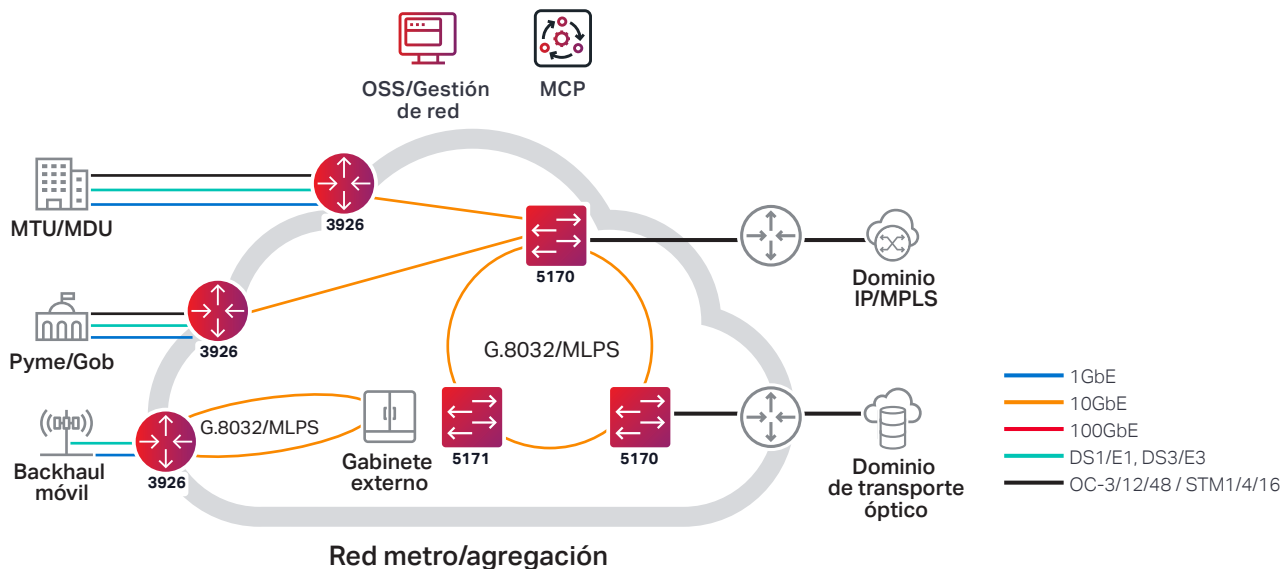 OSS/Gestión
de red
MCP
MTU/MDU
3926
5170
Dominio
IP/MPLS
Pyme/Gob
3926
G.8032/MLPS
1GbE
10GbE
100GbE
DS1/E1, DS3/E3
OC-3/12/48 / STM1/4/16
G.8032/MLPS
Backhaul
móvil
3926
Gabinete
externo
5171
5170
Dominio
de transporte
óptico
Red metro/agregación